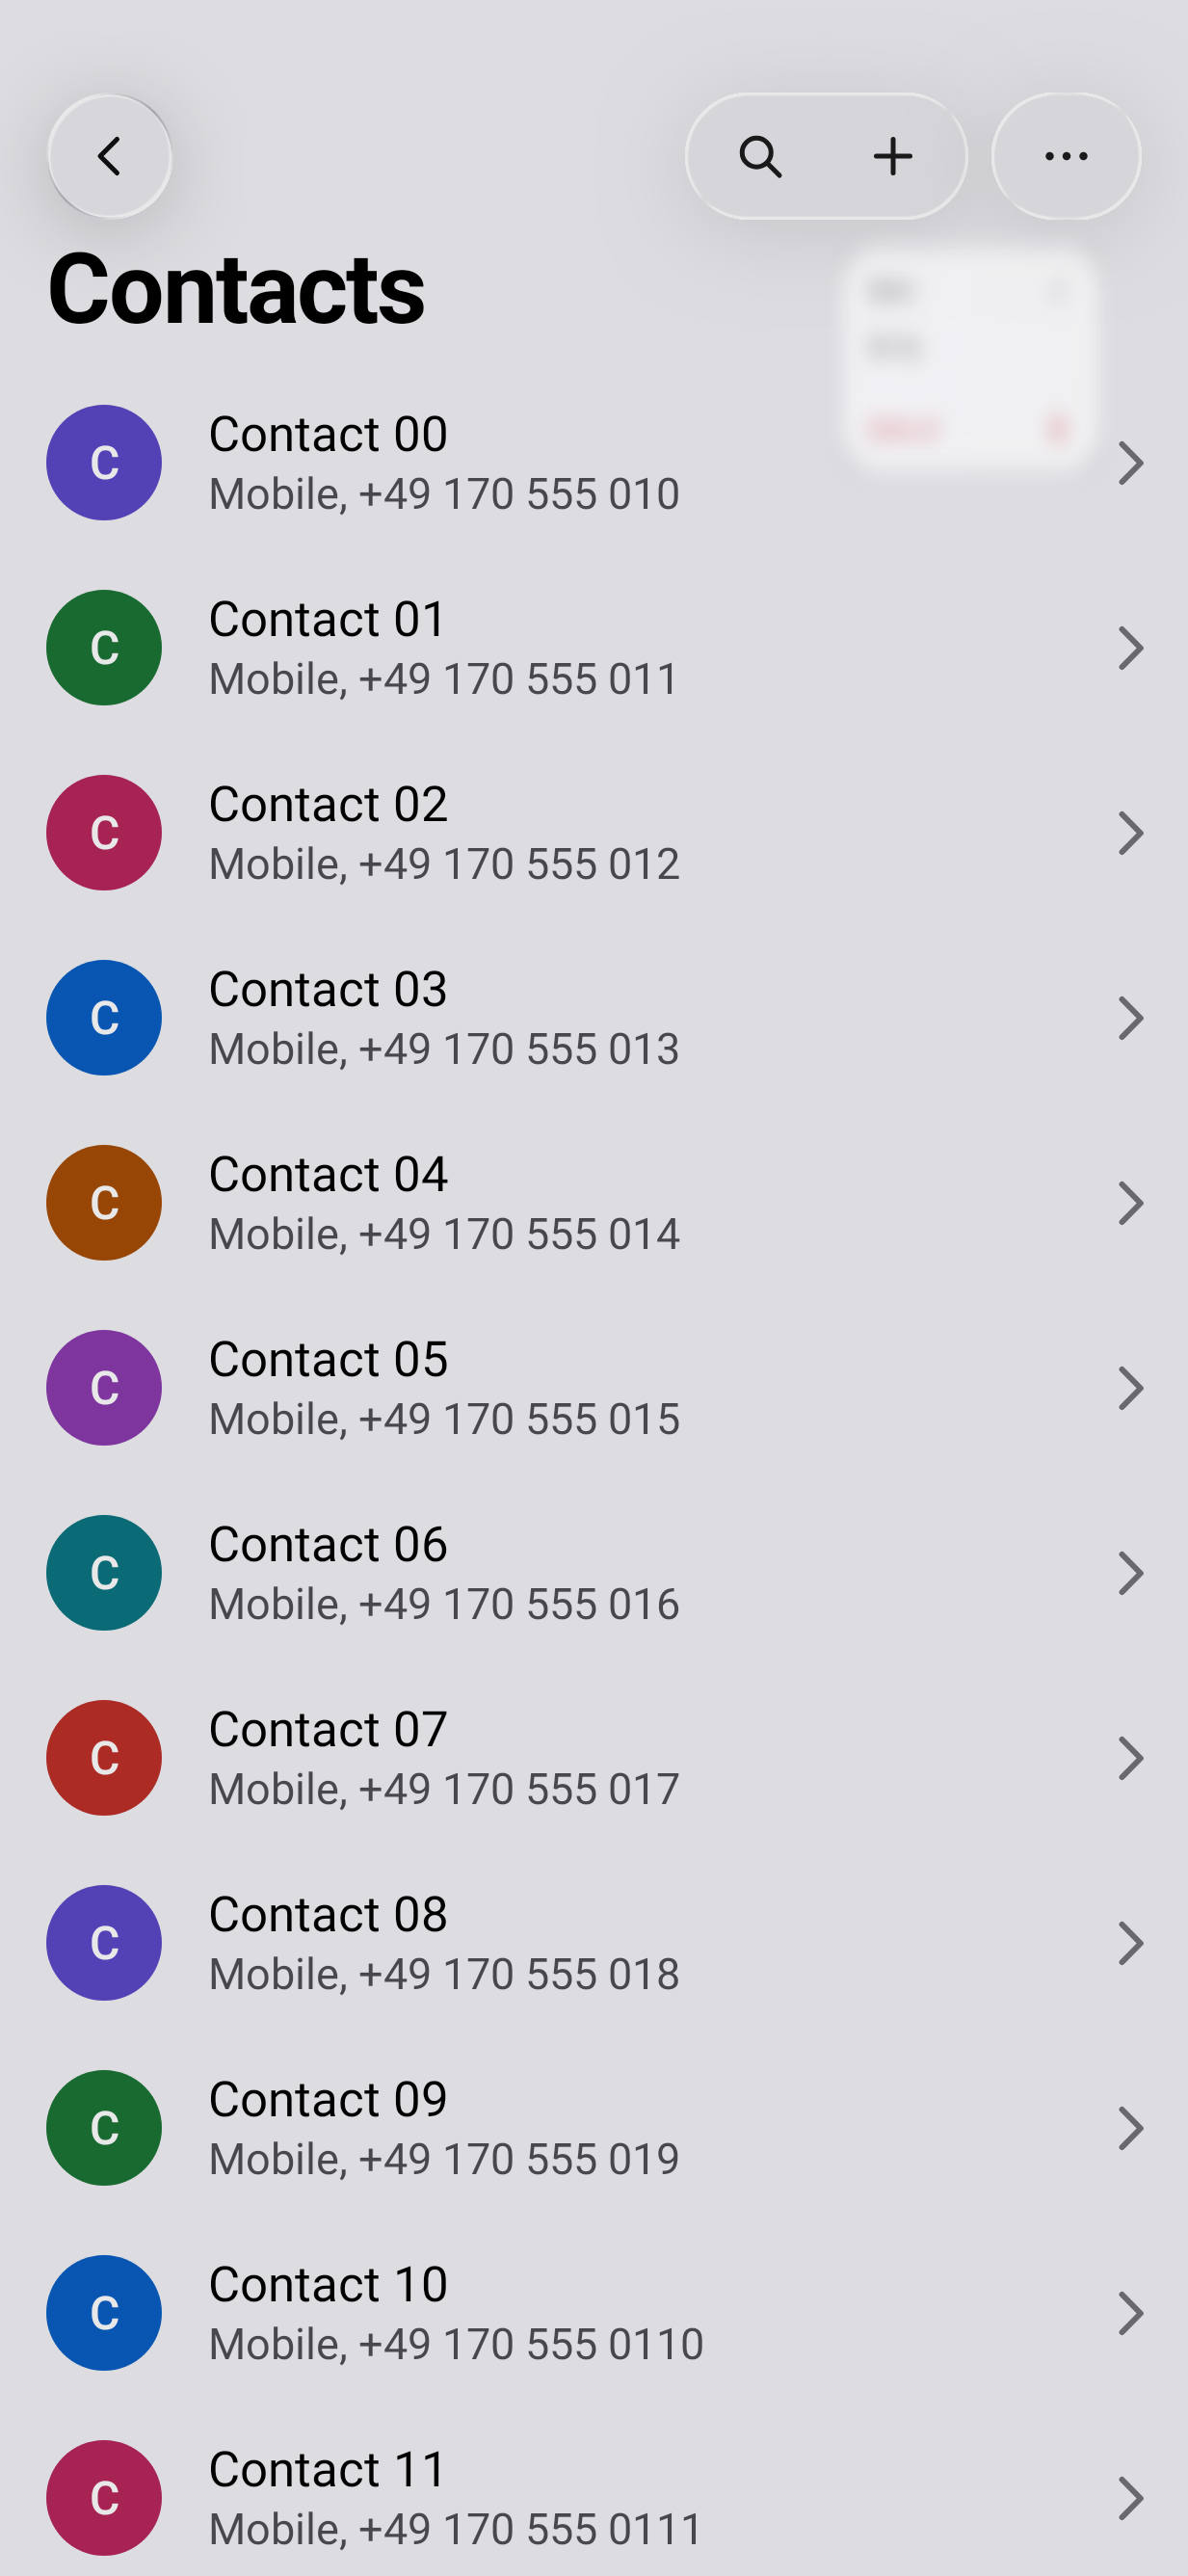 Contacts
C
Contact 00
Mobile, +49 170 555 010
C
Contact 01
Mobile, +49 170 555 011
C
Contact 02
Mobile, +49 170 555 012
C
Contact 03
Mobile, +49 170 555 013
C
Contact 04
Mobile, +49 170 555 014
C
Contact 05
Mobile, +49 170 555 015
C
Contact 06
Mobile, +49 170 555 016
C
Contact 07
Mobile, +49 170 555 017
C
Contact 08
Mobile, +49 170 555 018
C
Contact 09
Mobile, +49 170 555 019
C
Contact 10
Mobile, +49 170 555 0110
C
Contact 11
Mobile, +49 170 555 0111